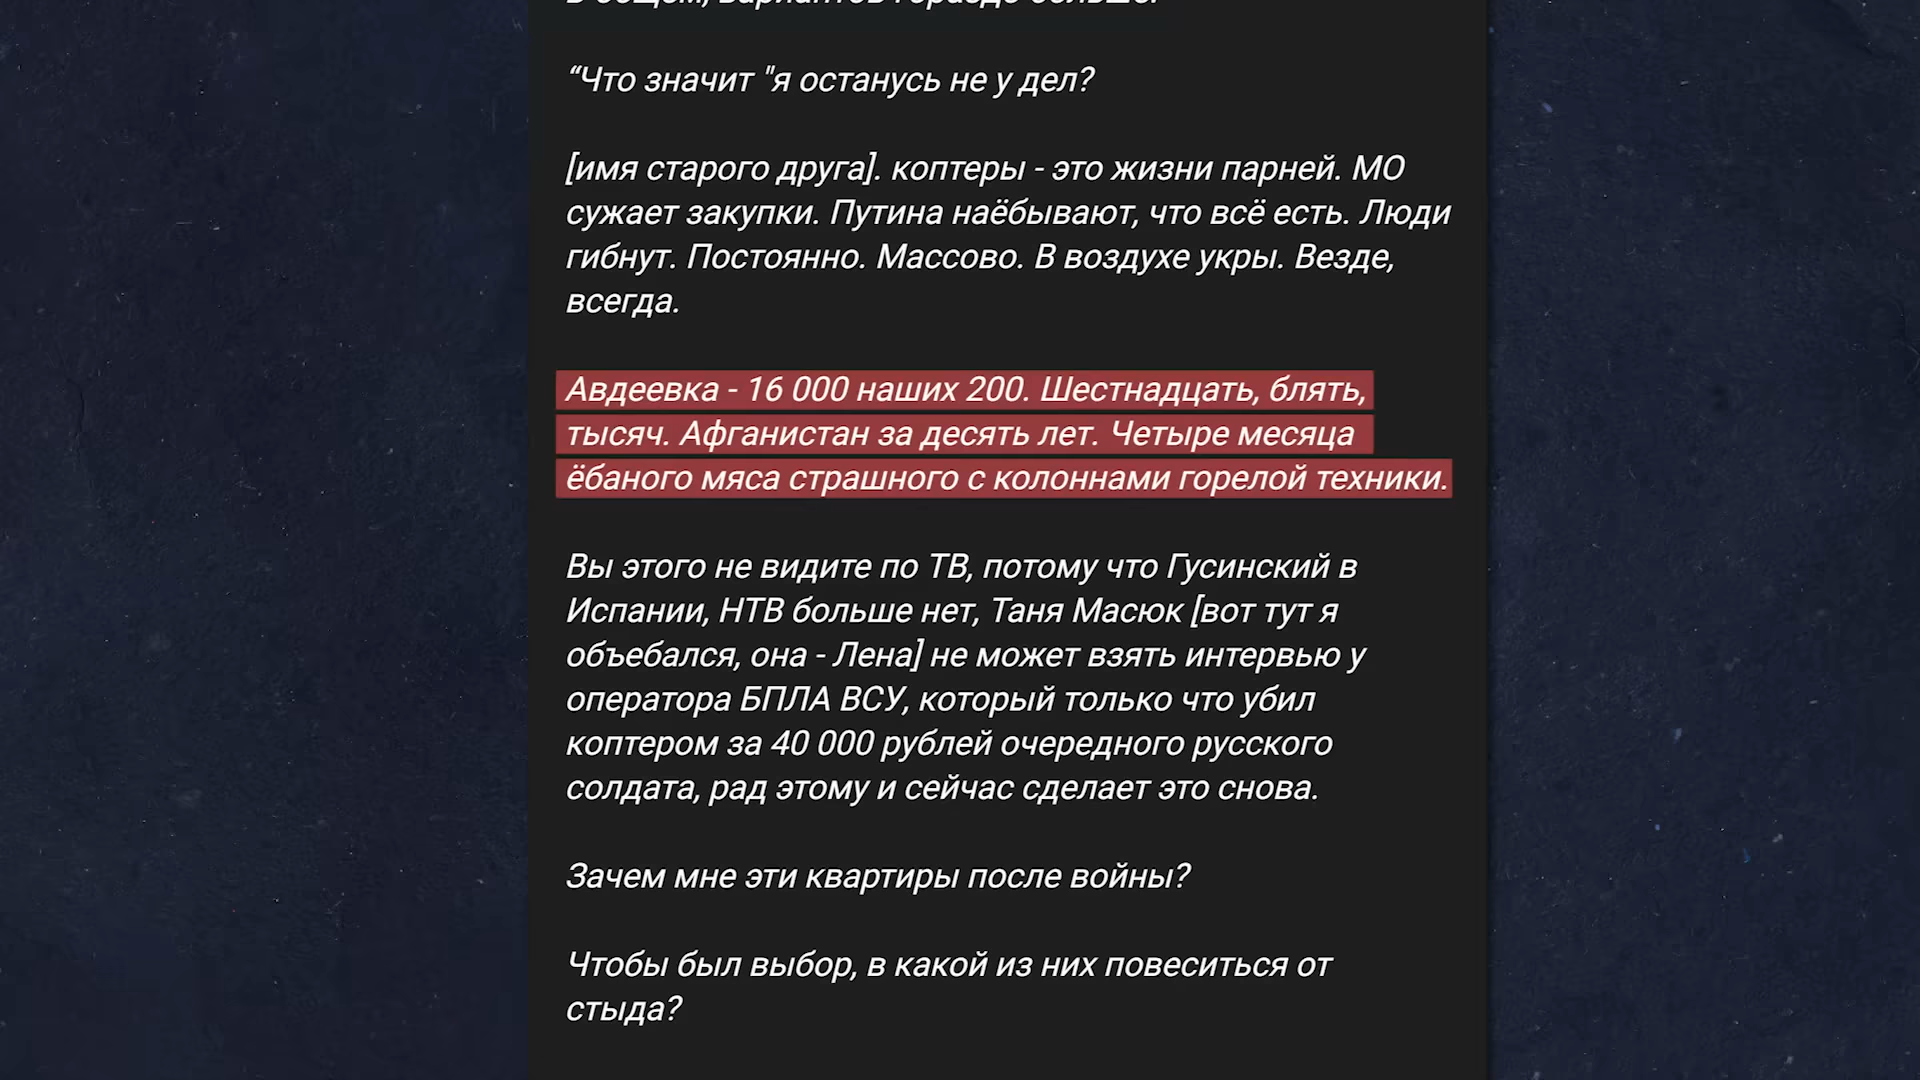 В общем, вариантов гораздо больше.
“Что значит "я останусь не у дел?
[имя старого друга]. коптеры - это жизни парней. МО
сужает закупки. Путина наёбывают, что всё есть. Люди
гибнут. Постоянно. Массово. В воздухе укры. Везде,
всегда.
Авдеевка - 16 000 наших 200. Шестнадцать, блять,
тысяч. Афганистан за десять лет. Четыре месяца
ёбаного мяса страшного с колоннами горелой техники.
Вы этого не видите по ТВ, потому что Гусинский в
Испании, НТВ больше нет, Таня Масюк [вот тут я
объебался, она - Лена] не может взять интервью у
оператора БПЛА ВСУ, который только что убил
коптером за 40 000 рублей очередного русского
солдата, рад этому и сейчас сделает это снова.
Зачем мне эти квартиры после войны?
Чтобы был выбор, в какой из них повеситься от
стыда?